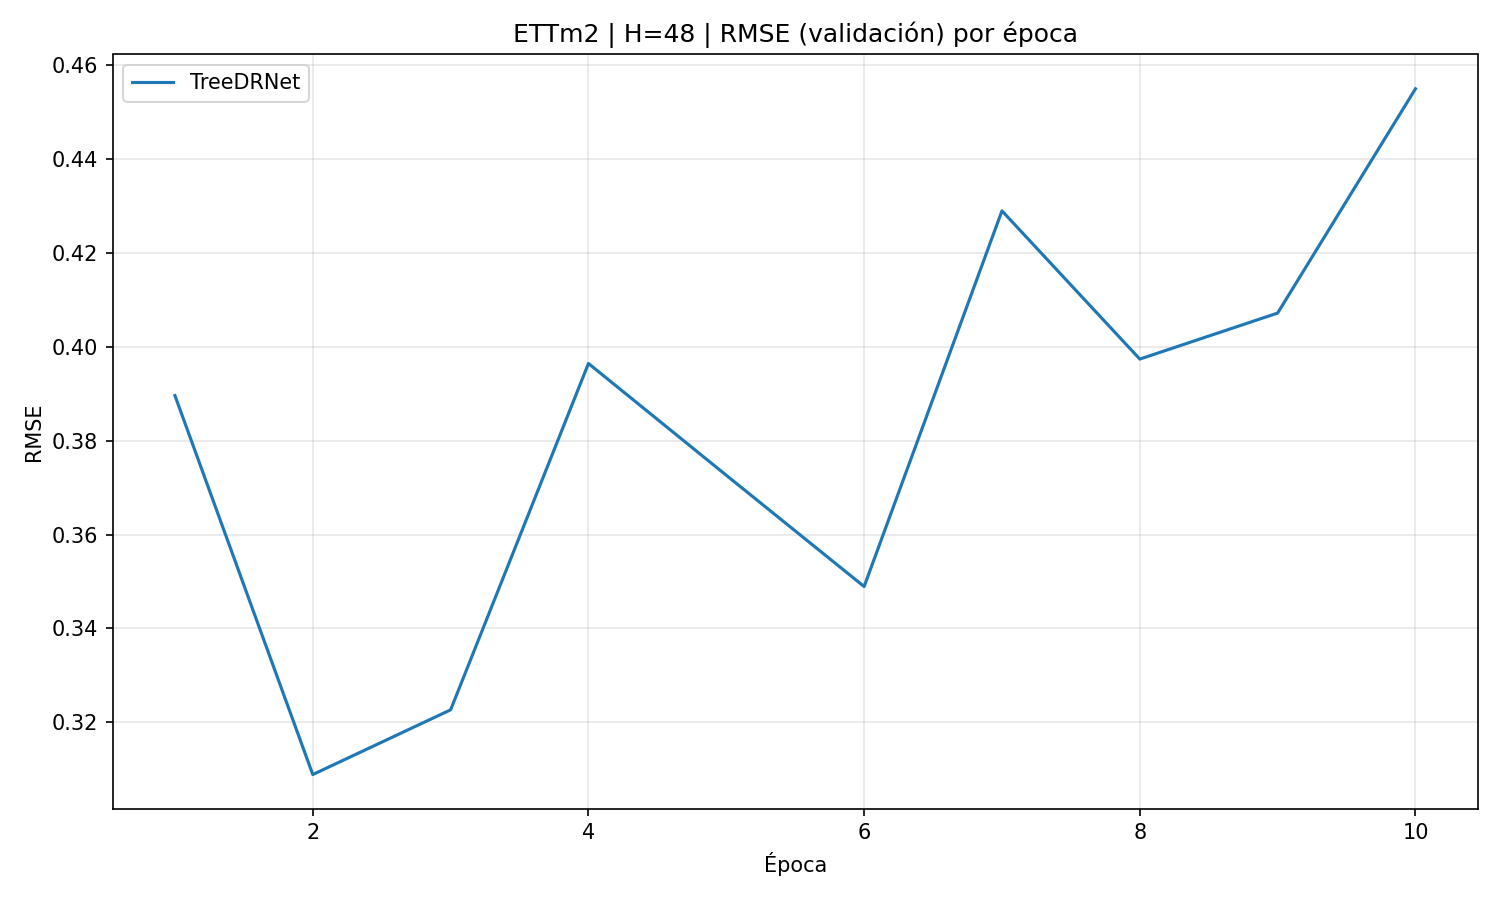 ETTm2 | H=48 | RMSE (validación) por época
TreeDRNet
0.46
0.44
0.42
0.40
0.38
0.36
0.34
0.32
RMSE
2 4 6 8 10
Época